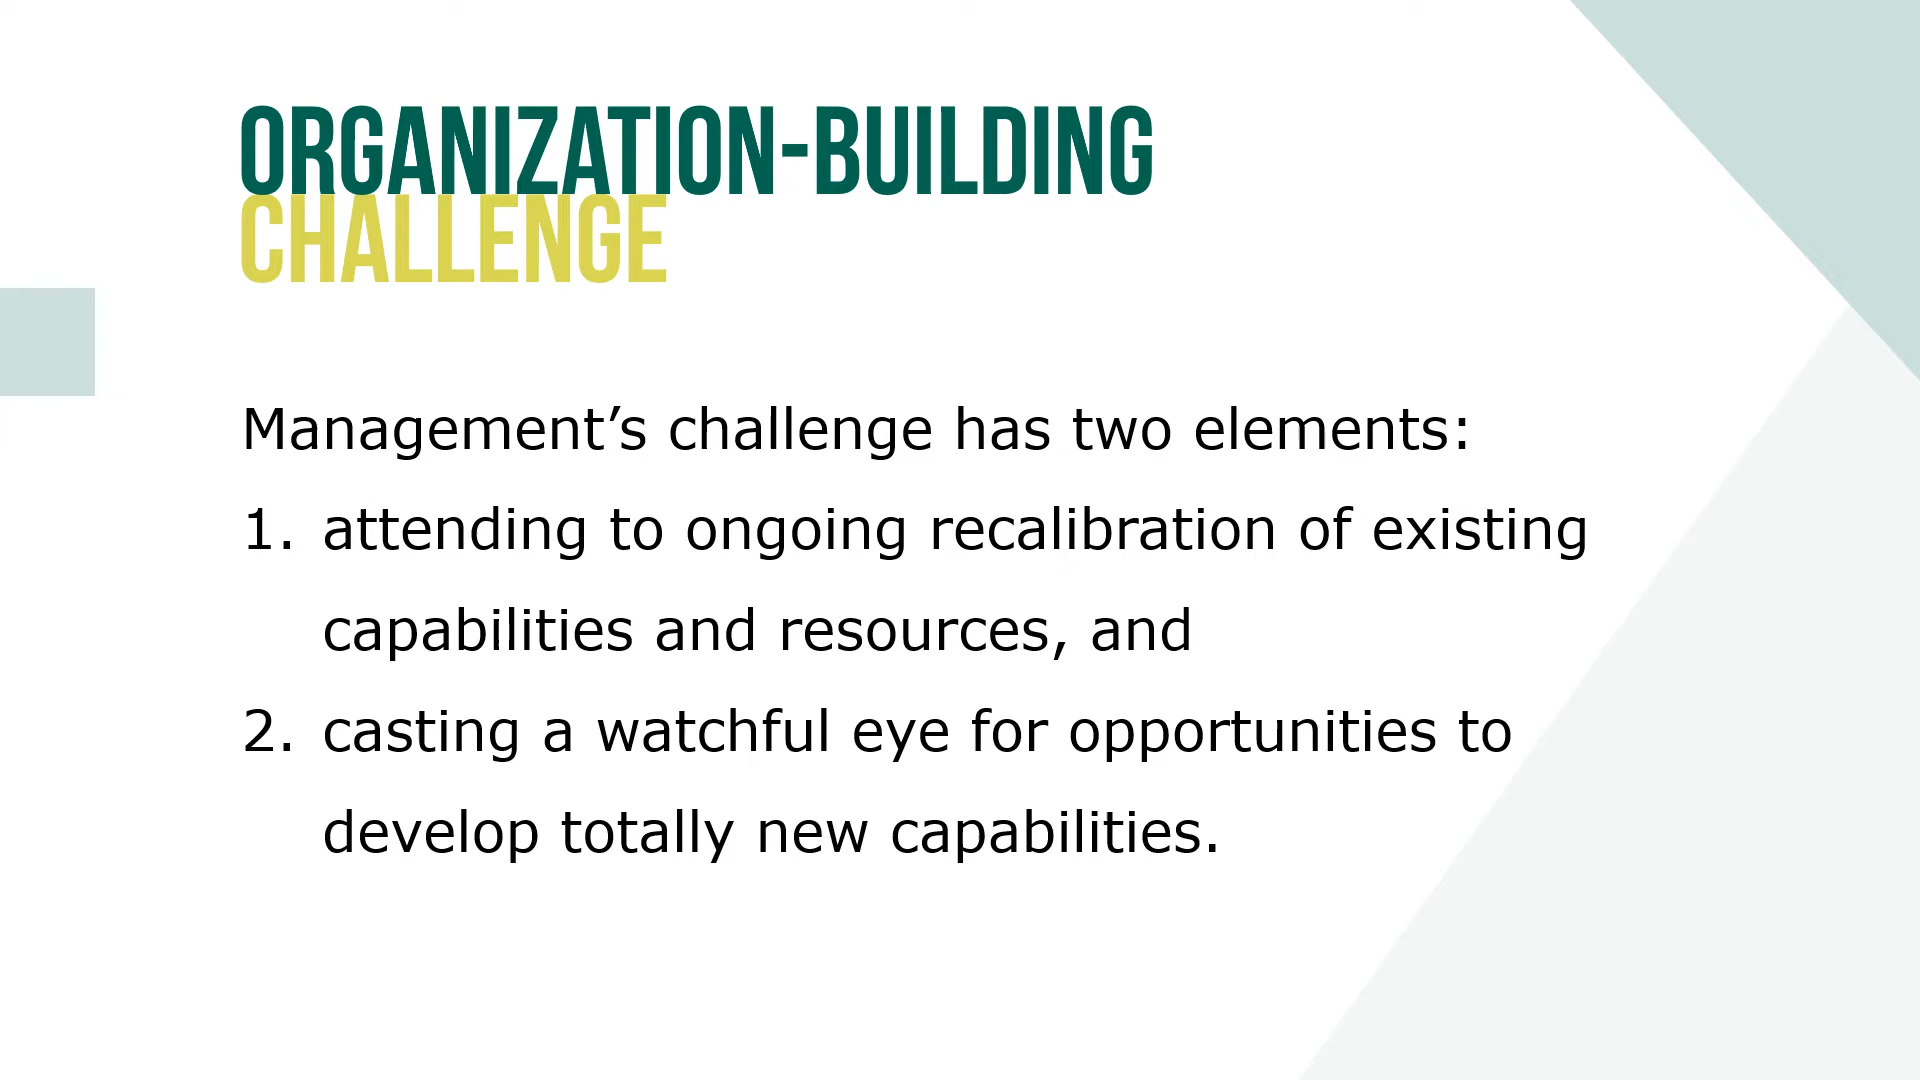 ORGANIZATION-BUILDING
CHALLENGE
Management’s challenge has two elements:
1. attending to ongoing recalibration of existing
capabilities and resources, and
2. casting a watchful eye for opportunities to
develop totally new capabilities.